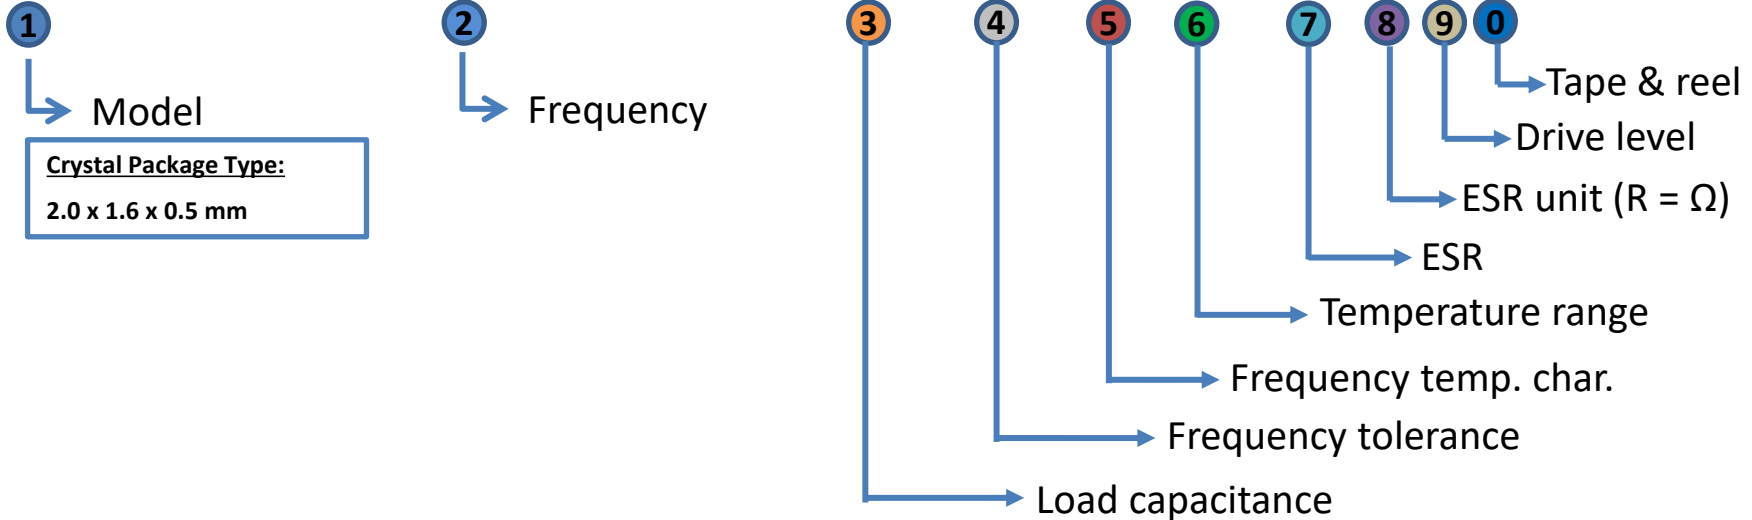 1 2 3 4 5 6 7 8 9 0
Tape & reel
Model
Frequency
Drive level
Crystal Package Type:
2.0 x 1.6 x 0.5 mm
ESR unit (R = Ω)
ESR
Temperature range
Frequency temp. char.
Frequency tolerance
Load capacitance